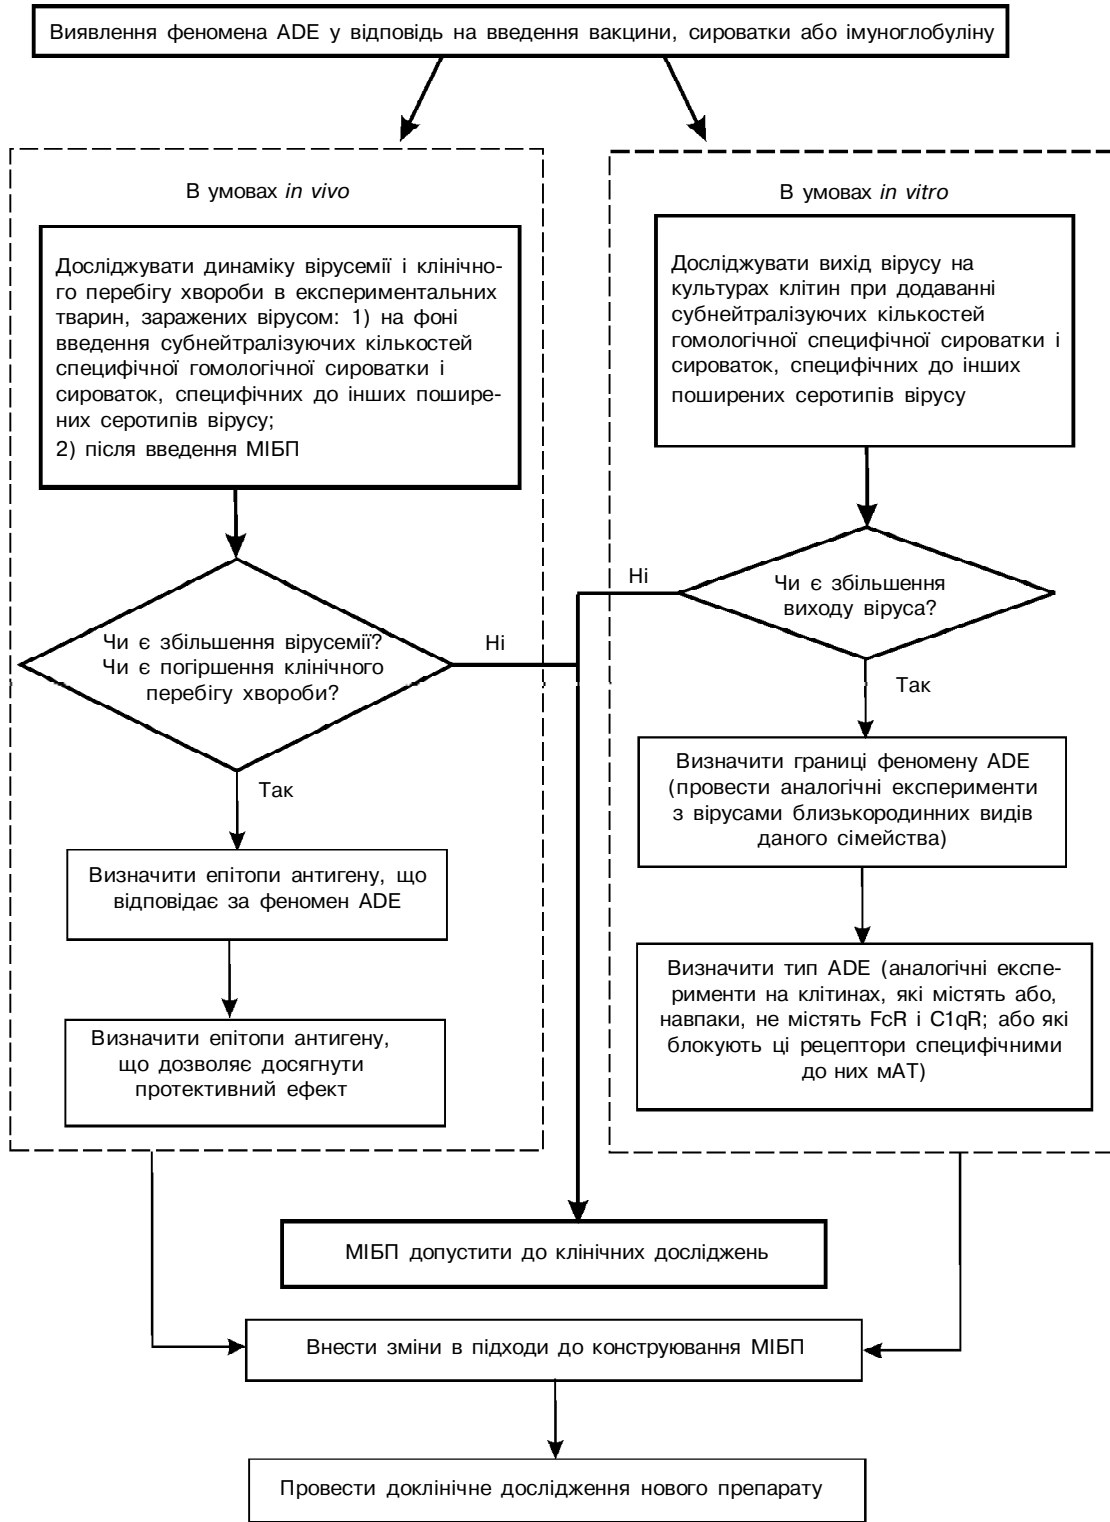 Виявлення феномена ADE у відповідь на введення вакцини, сироватки або імуноглобуліну
В умовах in vivo
Досліджувати динаміку вірусемії і клінічно-
го перебігу хвороби в експериментальних
тварин, заражених вірусом: 1) на фоні
введення субнейтралізуючих кількостей
специфічної гомологічної сироватки і
сироваток, специфічних до інших пошире-
них серотипів вірусу;
2) після введення МІБП
Чи є збільшення вірусемії?
Чи є погіршення клінічного
перебігу хвороби?
Ні
Так
Визначити епітопи антигену, що
відповідає за феномен ADE
Визначити епітопи антигену,
що дозволяє досягнути
протективний ефект
В умовах in vitro
Досліджувати вихід вірусу на
культурах клітин при додаванні
субнейтралізуючих кількостей
гомологічної специфічної сироватки і
сироваток, специфічних до інших
поширених серотипів вірусу
Чи є збільшення
виходу віруса?
Ні
Так
Визначити границі феномену ADE
(провести аналогічні експерименти
з вірусами близькородинних видів
даного сімейства)
Визначити тип ADE (аналогічні експе-
рименти на клітинах, які містять або,
навпаки, не містять FcR і C1qR; або які
блокують ці рецептори специфічними
до них мАТ)
МІБП допустити до клінічних досліджень
Внести зміни в підходи до конструювання МІБП
Провести доклінічне дослідження нового препарату